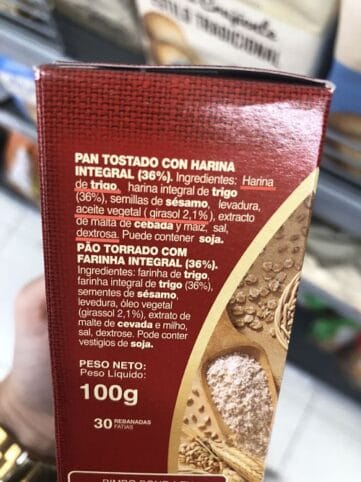 ESTILO TRADICIONAL
PAN TOSTADO CON HARINA
INTEGRAL (36%). Ingredientes: Harina
de trigo, harina integral de trigo
(36%), semillas de sésamo, levadura,
aceite vegetal ( girasol 2,1%), extracto
de malta de cebada y maíz, sal,
dextrosa. Puede contener soja.
PÃO TORRADO COM
FARINHA INTEGRAL (36%).
Ingredientes: farinha de trigo,
farinha integral de trigo (36%),
sementes de sésamo,
levedura, óleo vegetal
(girassol 2,1%), extrato de
malte de cevada e milho,
sal, dextrose. Pode conter
vestígios de soja.
PESO NETO:
Peso Líquido:
100g
30 REBANADAS
FATIAS